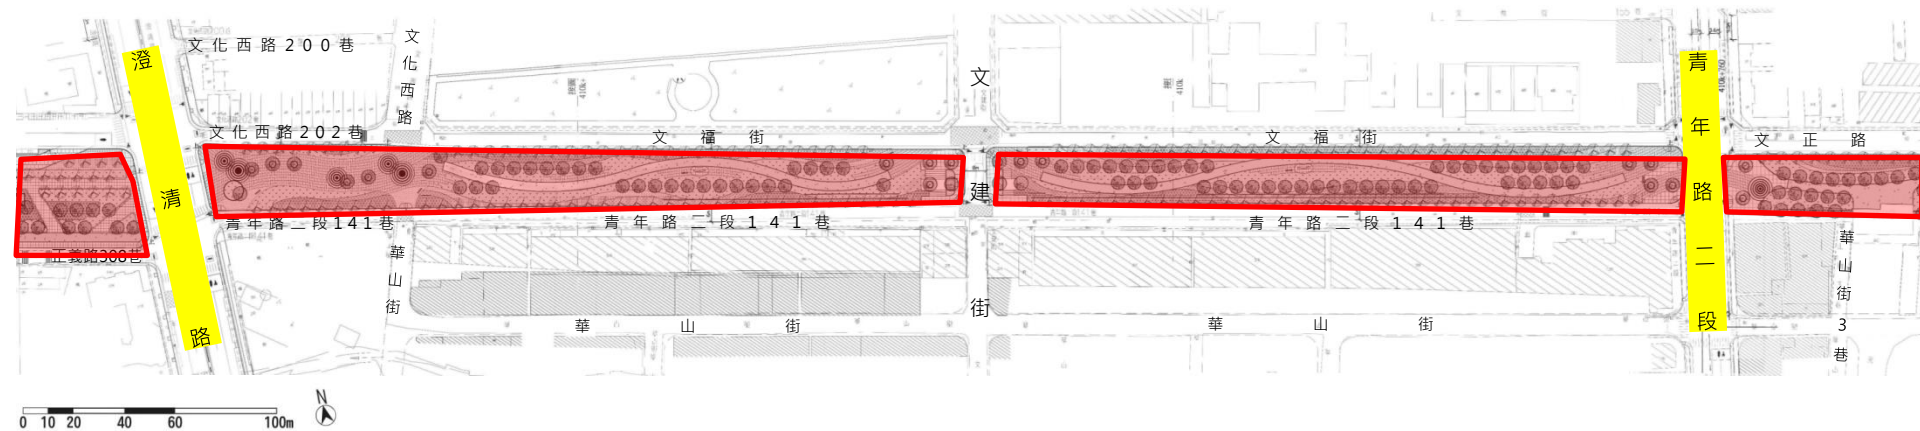 文化西路200巷
文化西路
澄清路
文化西路202巷
文福街
文建街
文福街
青年路二段
文正路
青年路二段141巷
青年路二段141巷
青年路二段141巷
正義路308巷
華山街
華山街
華山街
華山街3巷
N
0 10 20 40 60 100m